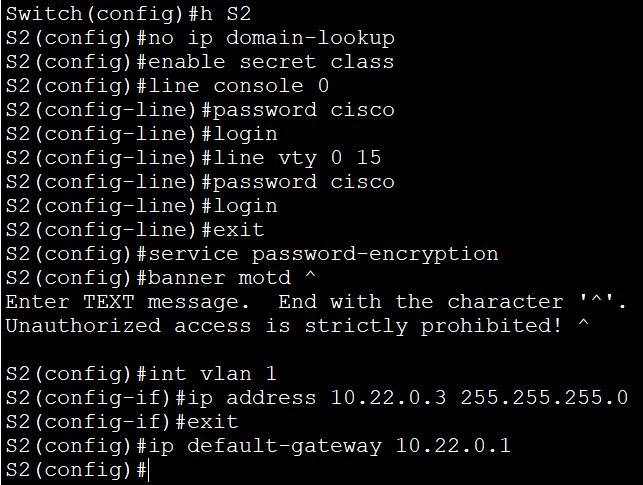 Switch(config)#h S2
S2(config)#no ip domain-lookup
S2(config)#enable secret class
S2(config)#line console 0
S2(config-line)#password cisco
S2(config-line)#login
S2(config-line)#line vty 0 15
S2(config-line)#password cisco
S2(config-line)#login
S2(config-line)#exit
S2(config)#service password-encryption
S2(config)#banner motd ^
Enter TEXT message.  End with the character '^'.
Unauthorized access is strictly prohibited! ^
S2(config)#int vlan 1
S2(config-if)#ip address 10.22.0.3 255.255.255.0
S2(config-if)#exit
S2(config)#ip default-gateway 10.22.0.1
S2(config)#